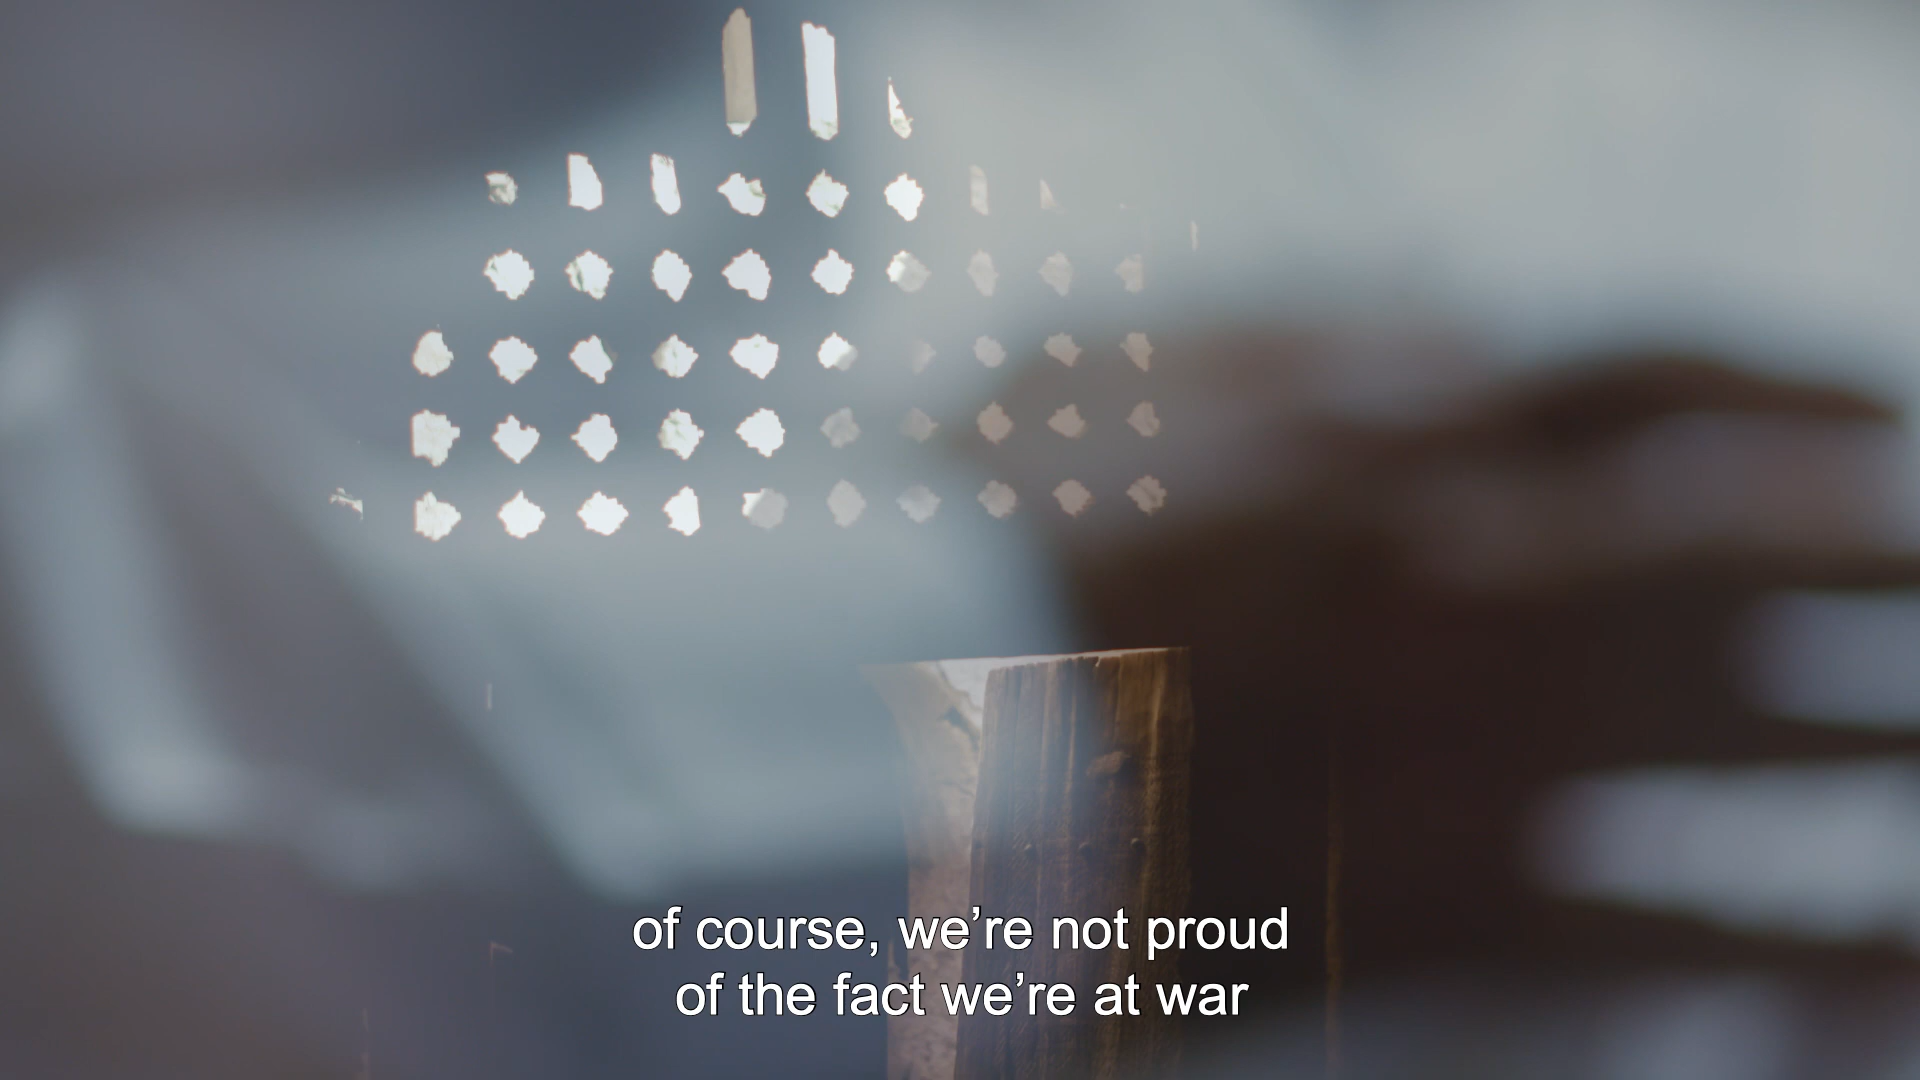 of course, we’re not proud
of the fact we’re at war